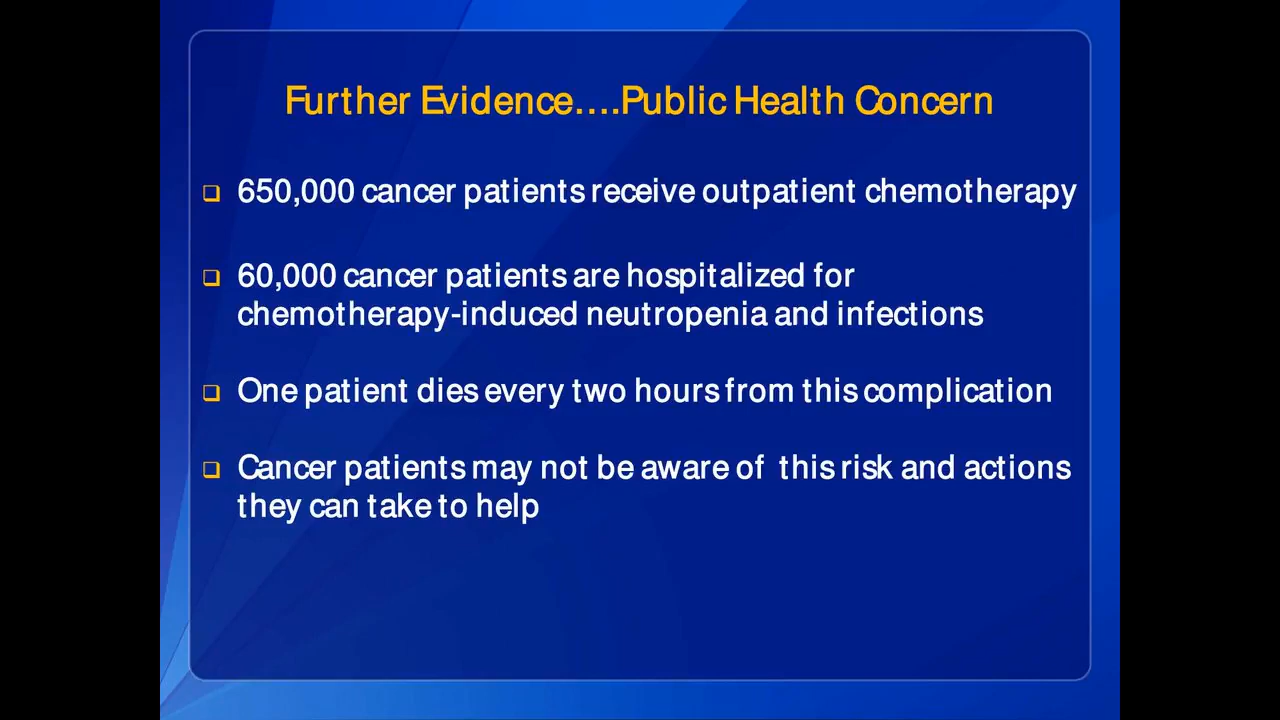 Further Evidence....Public Health Concern
650,000 cancer patients receive outpatient chemotherapy
60,000 cancer patients are hospitalized for
chemotherapy-induced neutropenia and infections
One patient dies every two hours from this complication
Cancer patients may not be aware of this risk and actions
they can take to help